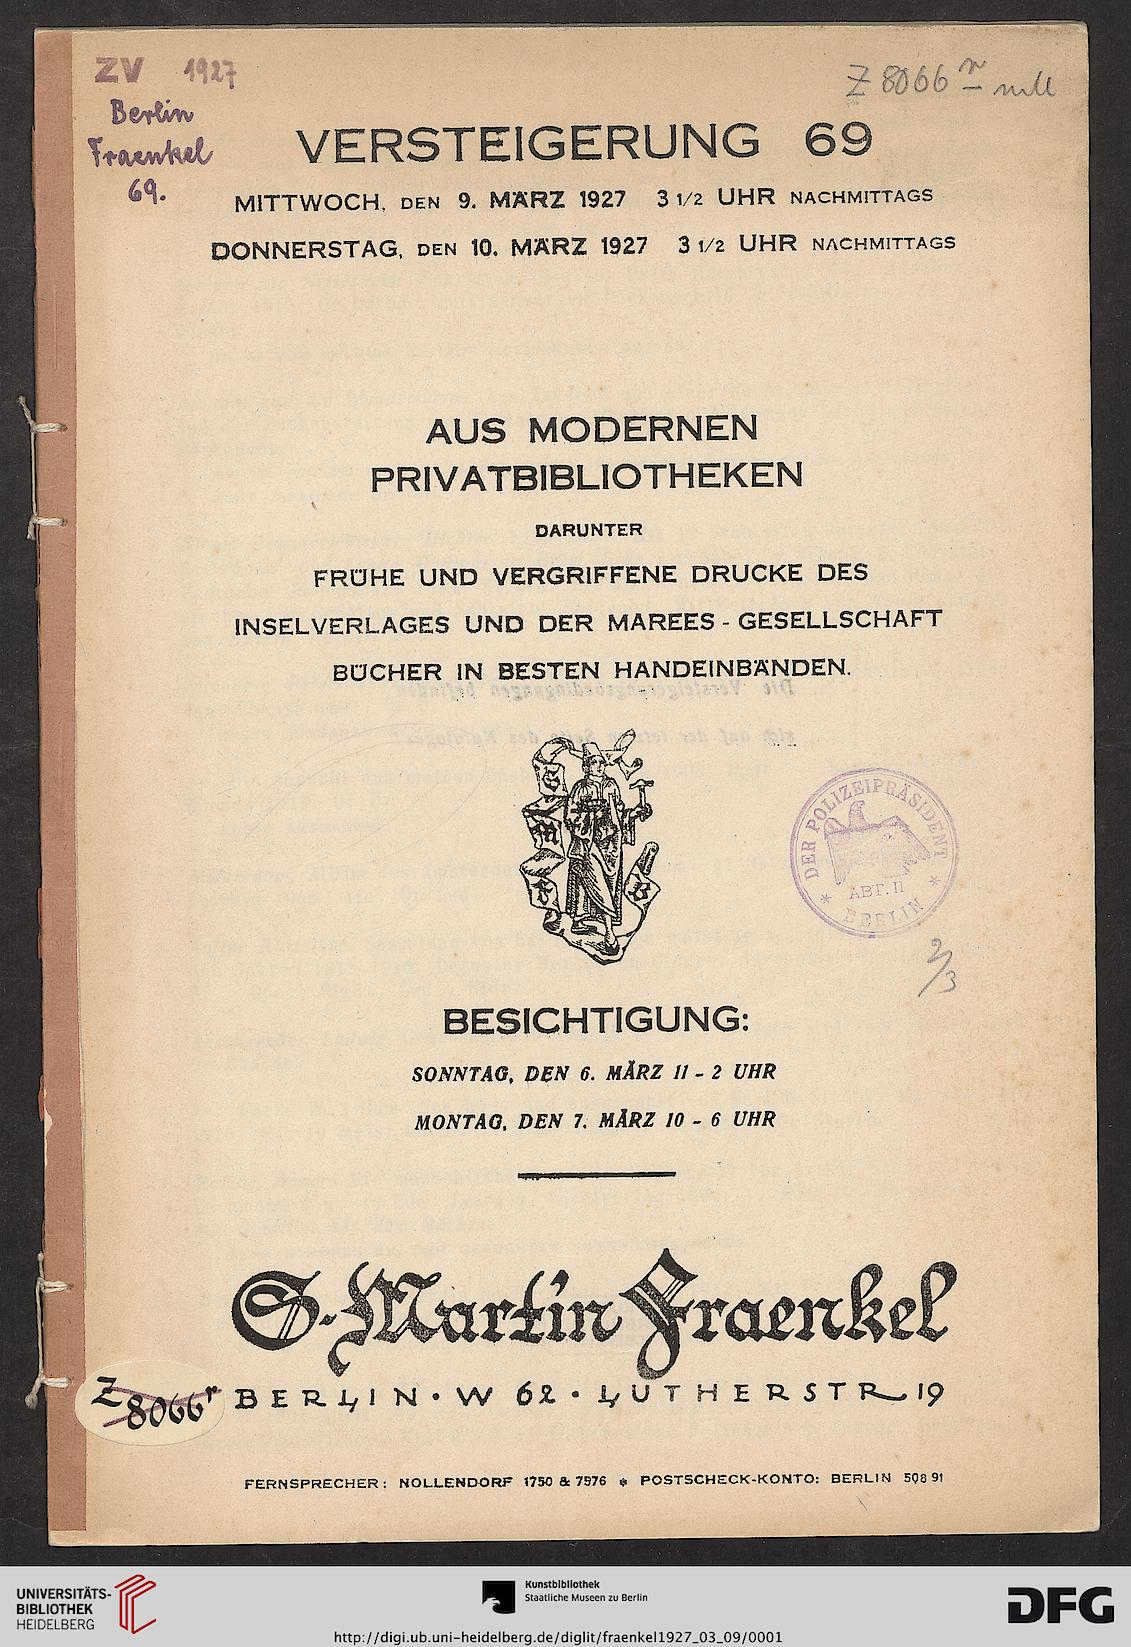 ZV 1927
Berlin
Fraenkel
69.
Z 8066 r
VERSTEIGERUNG 69
MITTWOCH, DEN 9. MÄRZ 1927 3 1/2 UHR NACHMITTAGS
DONNERSTAG, DEN 10. MÄRZ 1927 3 1/2 UHR NACHMITTAGS
AUS MODERNEN
PRIVATBIBLIOTHEKEN
DARUNTER
FRÜHE UND VERGRIFFENE DRUCKE DES
INSELVERLAGES UND DER MAREES - GESELLSCHAFT
BÜCHER IN BESTEN HANDEINBÄNDEN.
S
M
F
B
DER POLIZEIPRÄSIDENT
ABT. II
* BERLIN *
2/3
BESICHTIGUNG:
SONNTAG, DEN 6. MÄRZ 11 - 2 UHR
MONTAG, DEN 7. MÄRZ 10 - 6 UHR
S. Martin Fraenkel
Z 8066 r
BERLIN • W 62 • LUTHERSTR 19
FERNSPRECHER: NOLLENDORF 1750 & 7976 * POSTSCHECK-KONTO: BERLIN 508 91
UNIVERSITÄTS-
BIBLIOTHEK
HEIDELBERG
Kunstbibliothek
Staatliche Museen zu Berlin
DFG
http://digi.ub.uni-heidelberg.de/diglit/fraenkel1927_03_09/0001